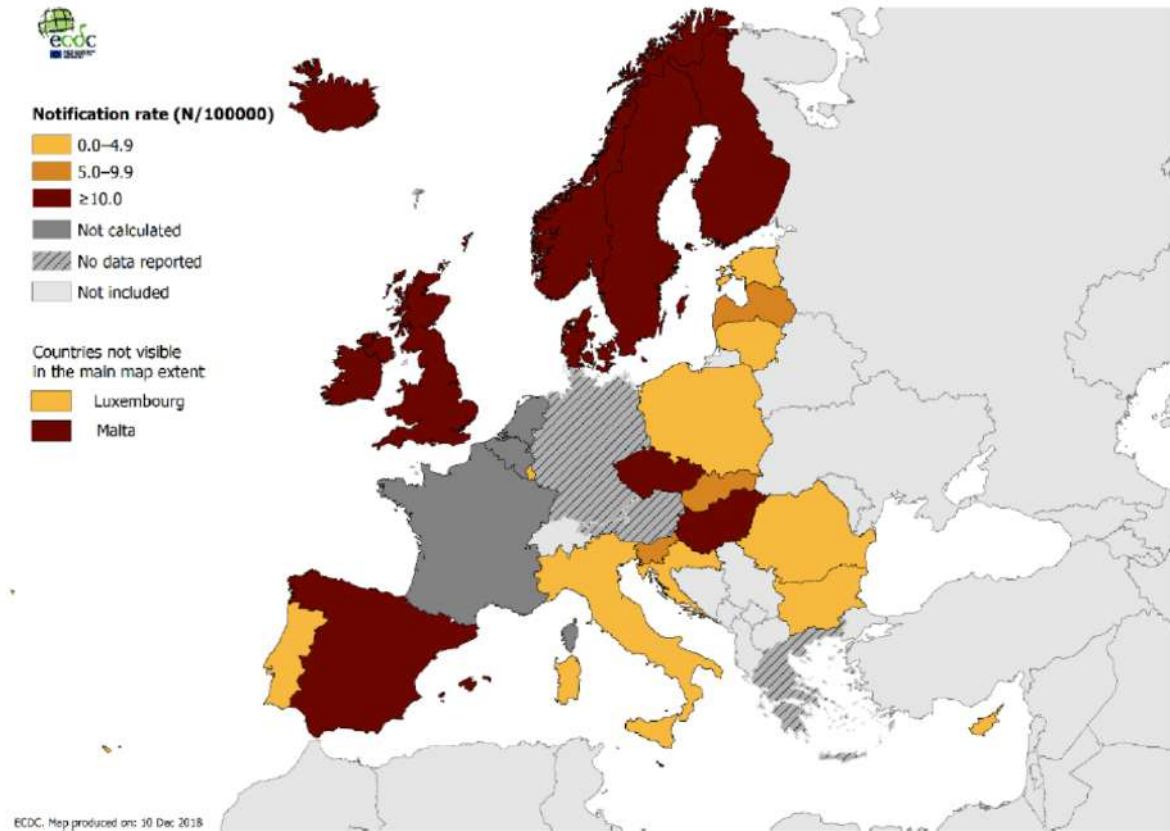 ecdc
Notification rate (N/100000)
0.0–4.9
5.0–9.9
≥10.0
Not calculated
No data reported
Not included
Countries not visible
in the main map extent
Luxembourg
Malta
ECDC. Map produced on: 10 Dec 2018